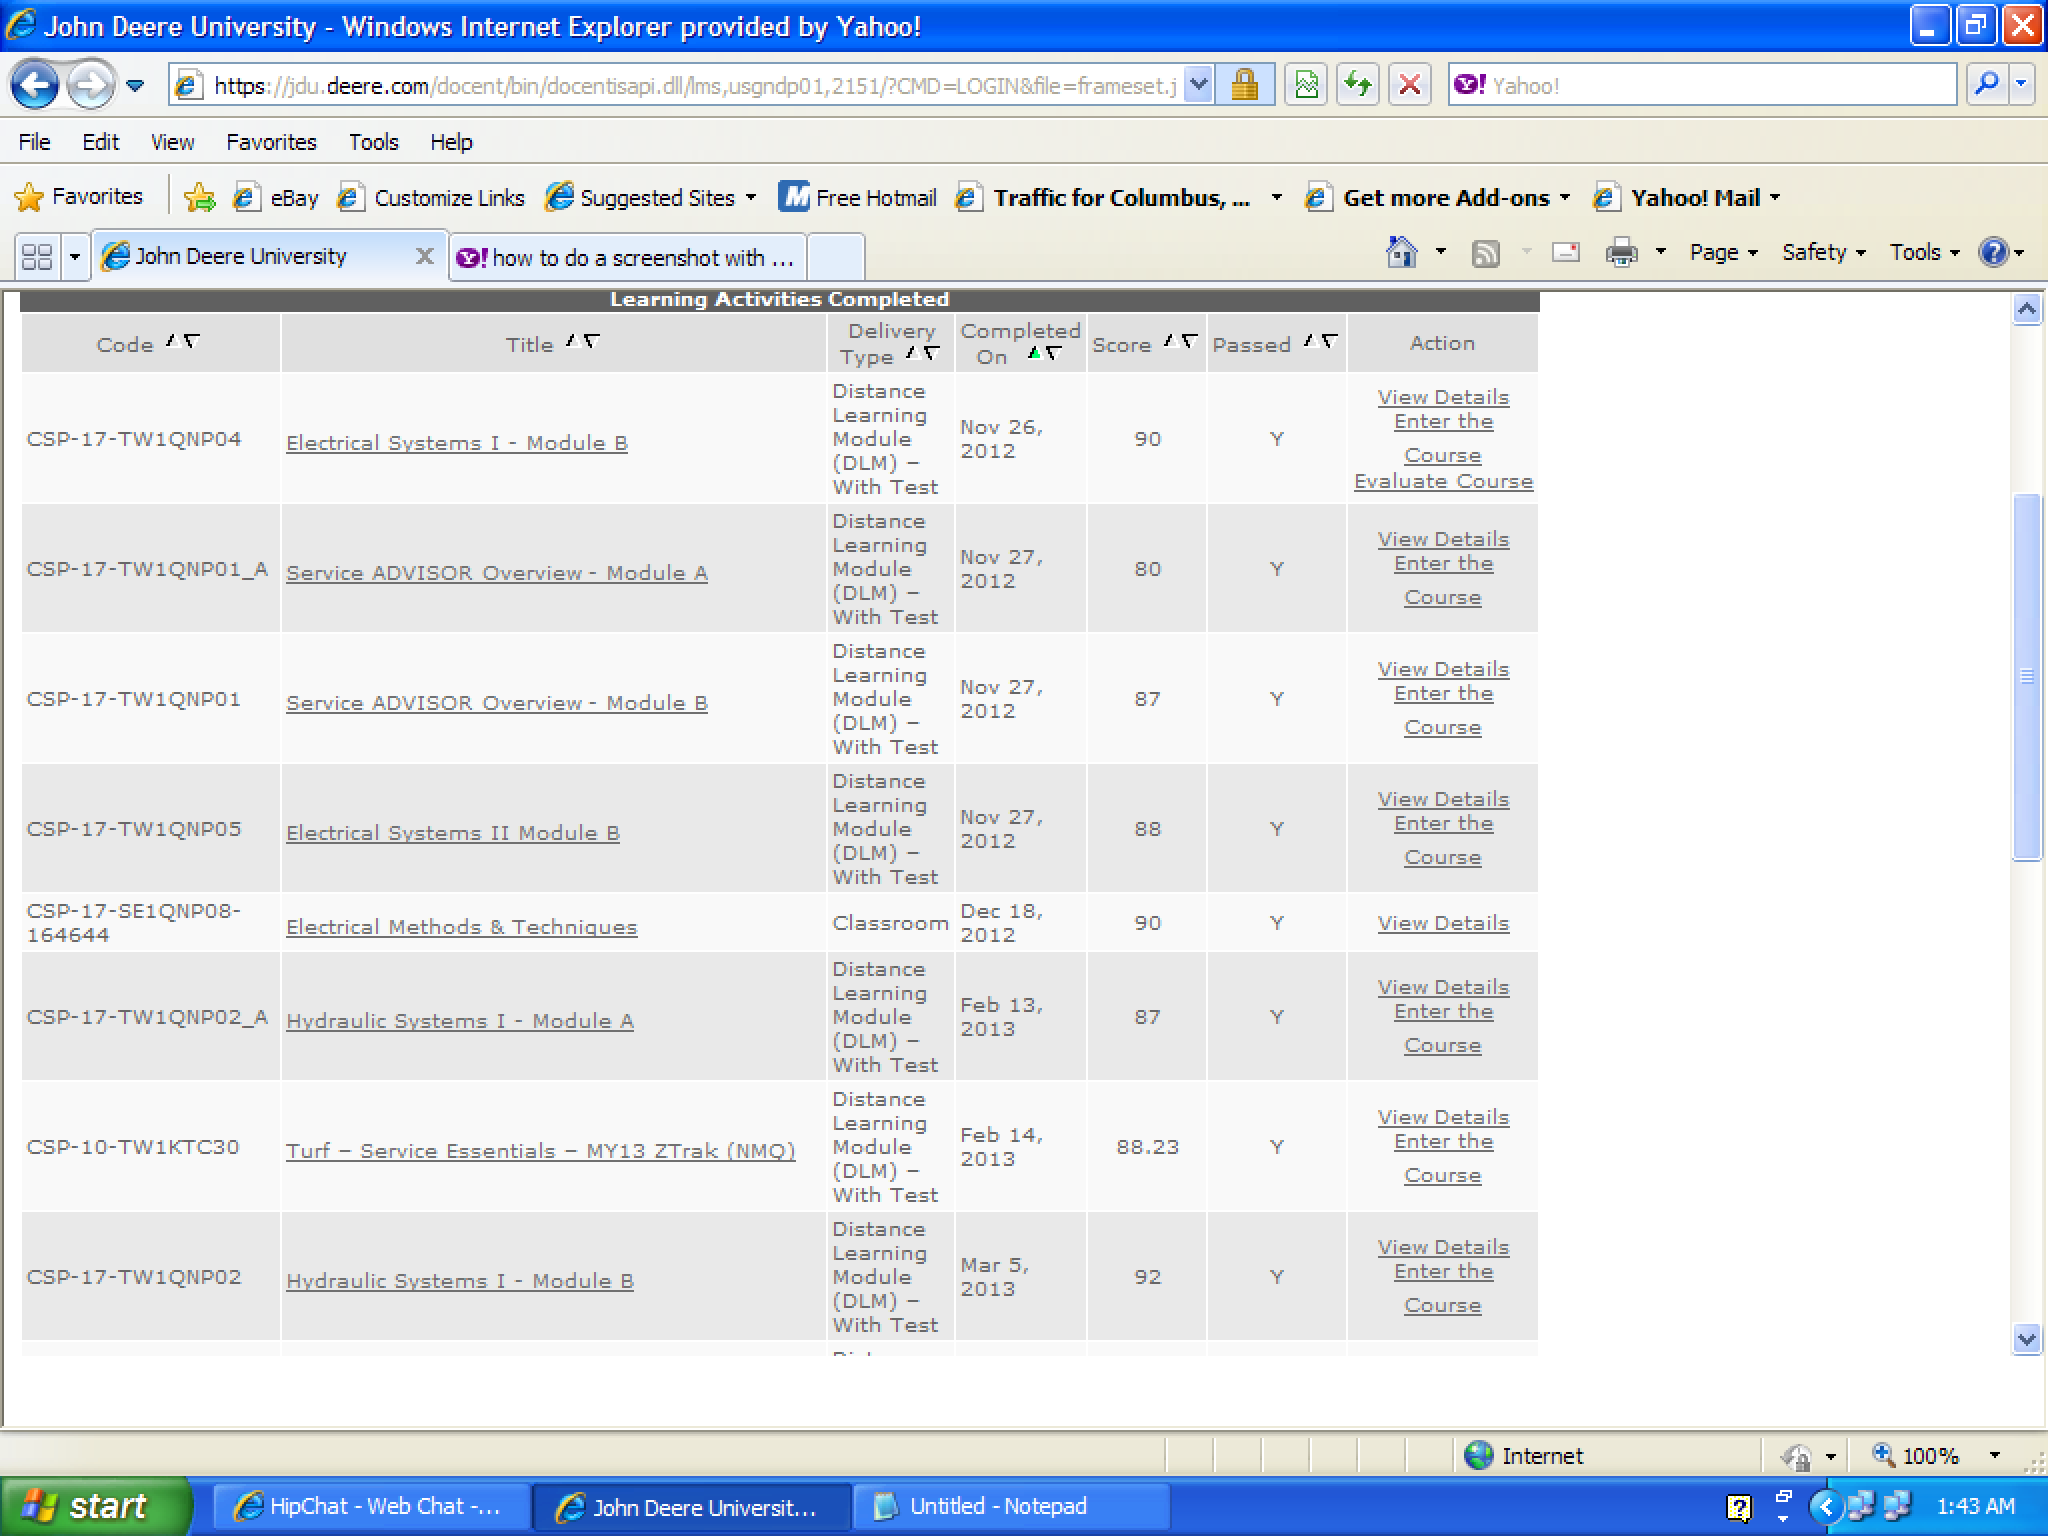 John Deere University - Windows Internet Explorer provided by Yahoo!
https://jdu.deere.com/docent/bin/docentisapi.dll/lms,usgndp01,2151/?CMD=LOGIN&file=frameset.j
Yahoo!
File Edit View Favorites Tools Help
Favorites eBay Customize Links Suggested Sites Free Hotmail Traffic for Columbus, ... Get more Add-ons Yahoo! Mail
John Deere University
how to do a screenshot with ...
Page Safety Tools
Learning Activities Completed
Code Title Delivery Type Completed On Score Passed Action
CSP-17-TW1QNP04 Electrical Systems I - Module B Distance Learning Module (DLM) – With Test Nov 26, 2012 90 Y View Details Enter the Course Evaluate Course
CSP-17-TW1QNP01_A Service ADVISOR Overview - Module A Distance Learning Module (DLM) – With Test Nov 27, 2012 80 Y View Details Enter the Course
CSP-17-TW1QNP01 Service ADVISOR Overview - Module B Distance Learning Module (DLM) – With Test Nov 27, 2012 87 Y View Details Enter the Course
CSP-17-TW1QNP05 Electrical Systems II Module B Distance Learning Module (DLM) – With Test Nov 27, 2012 88 Y View Details Enter the Course
CSP-17-SE1QNP08-164644 Electrical Methods & Techniques Classroom Dec 18, 2012 90 Y View Details
CSP-17-TW1QNP02_A Hydraulic Systems I - Module A Distance Learning Module (DLM) – With Test Feb 13, 2013 87 Y View Details Enter the Course
CSP-10-TW1KTC30 Turf – Service Essentials – MY13 ZTrak (NMQ) Distance Learning Module (DLM) – With Test Feb 14, 2013 88.23 Y View Details Enter the Course
CSP-17-TW1QNP02 Hydraulic Systems I - Module B Distance Learning Module (DLM) – With Test Mar 5, 2013 92 Y View Details Enter the Course
Internet 100%
start HipChat - Web Chat -... John Deere Universit... Untitled - Notepad 1:43 AM